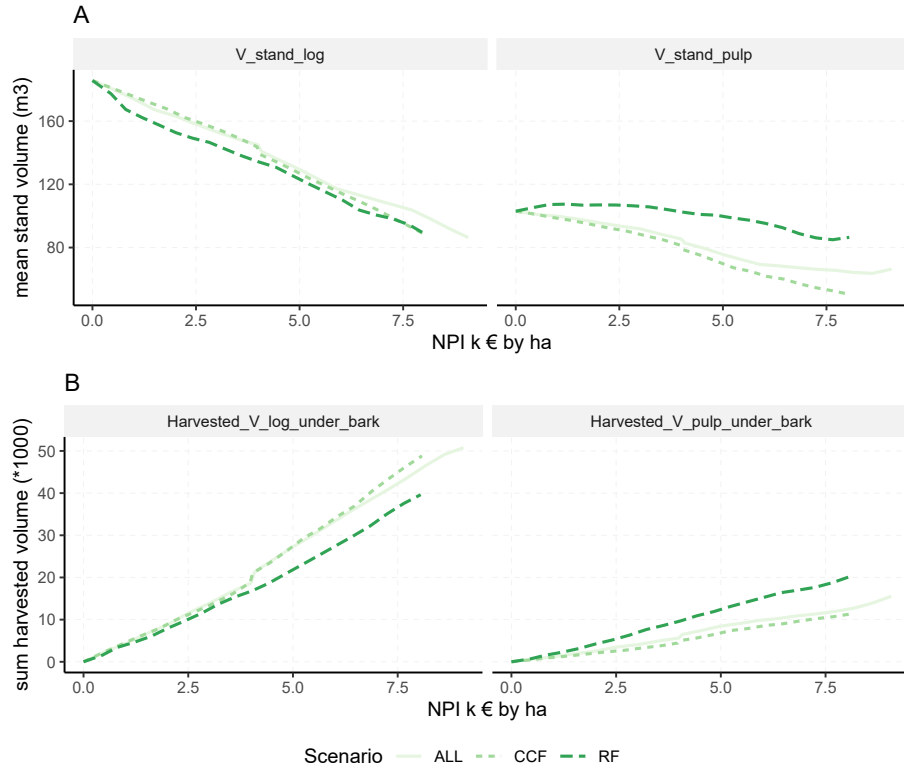 A
V_stand_log
V_stand_pulp
mean stand volume (m3)
160
120
80
0.0 2.5 5.0 7.5
0.0 2.5 5.0 7.5
NPI k € by ha
B
Harvested_V_log_under_bark
Harvested_V_pulp_under_bark
sum harvested volume (*1000)
50
40
30
20
10
0
0.0 2.5 5.0 7.5
0.0 2.5 5.0 7.5
NPI k € by ha
Scenario ALL CCF RF